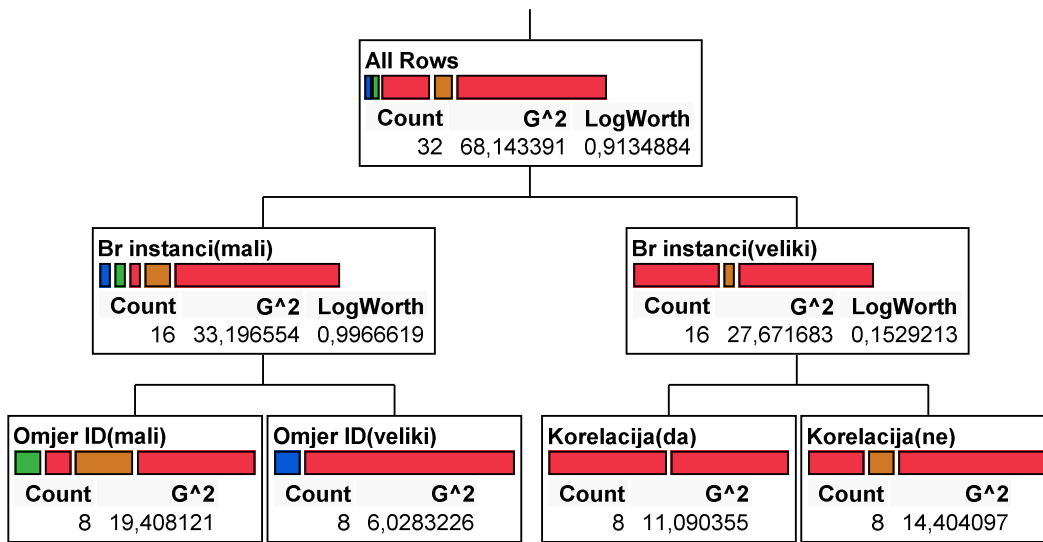 All Rows
Count G^2 LogWorth
32 68,143391 0,9134884
Br instanci(mali)
Count G^2 LogWorth
16 33,196554 0,9966619
Br instanci(veliki)
Count G^2 LogWorth
16 27,671683 0,1529213
Omjer ID(mali)
Count G^2
8 19,408121
Omjer ID(veliki)
Count G^2
8 6,0283226
Korelacija(da)
Count G^2
8 11,090355
Korelacija(ne)
Count G^2
8 14,404097